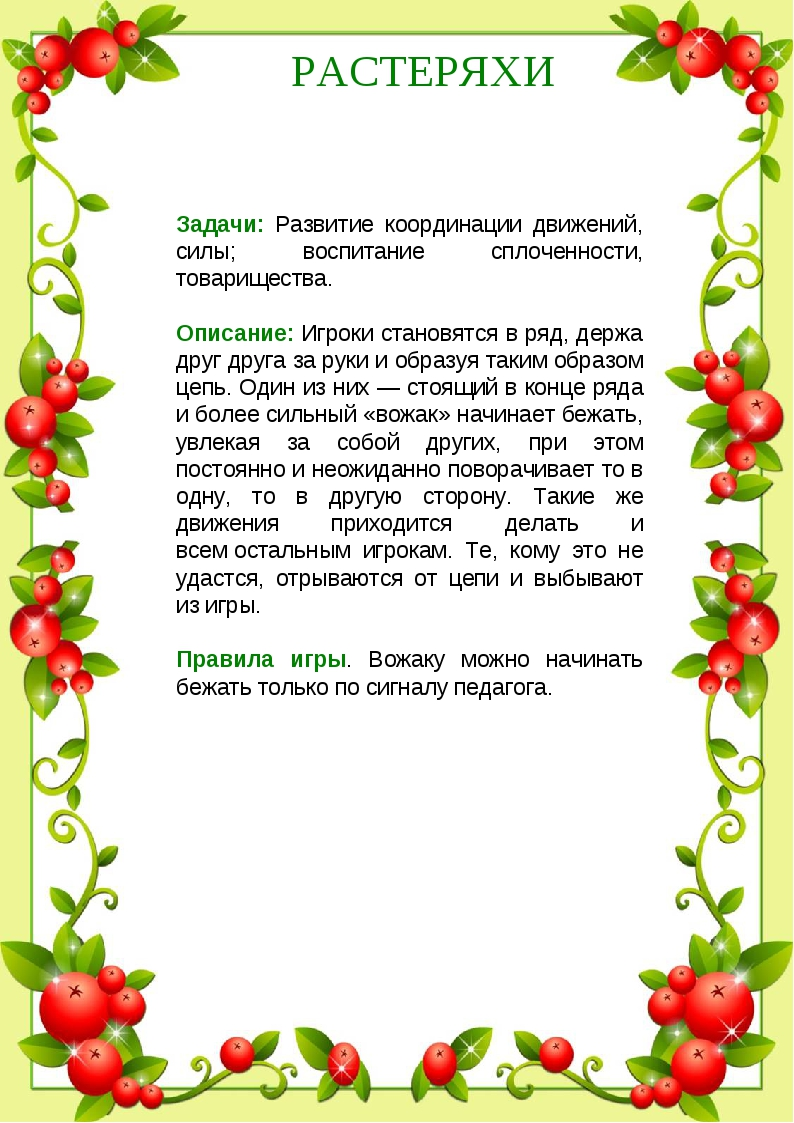 РАСТЕРЯХИ
Задачи: Развитие координации движений,
силы; воспитание сплоченности,
товарищества.
Описание: Игроки становятся в ряд, держа
друг друга за руки и образуя таким образом
цепь. Один из них — стоящий в конце ряда
и более сильный «вожак» начинает бежать,
увлекая за собой других, при этом
постоянно и неожиданно поворачивает то в
одну, то в другую сторону. Такие же
движения приходится делать и
всем остальным игрокам. Те, кому это не
удастся, отрываются от цепи и выбывают
из игры.
Правила игры. Вожаку можно начинать
бежать только по сигналу педагога.